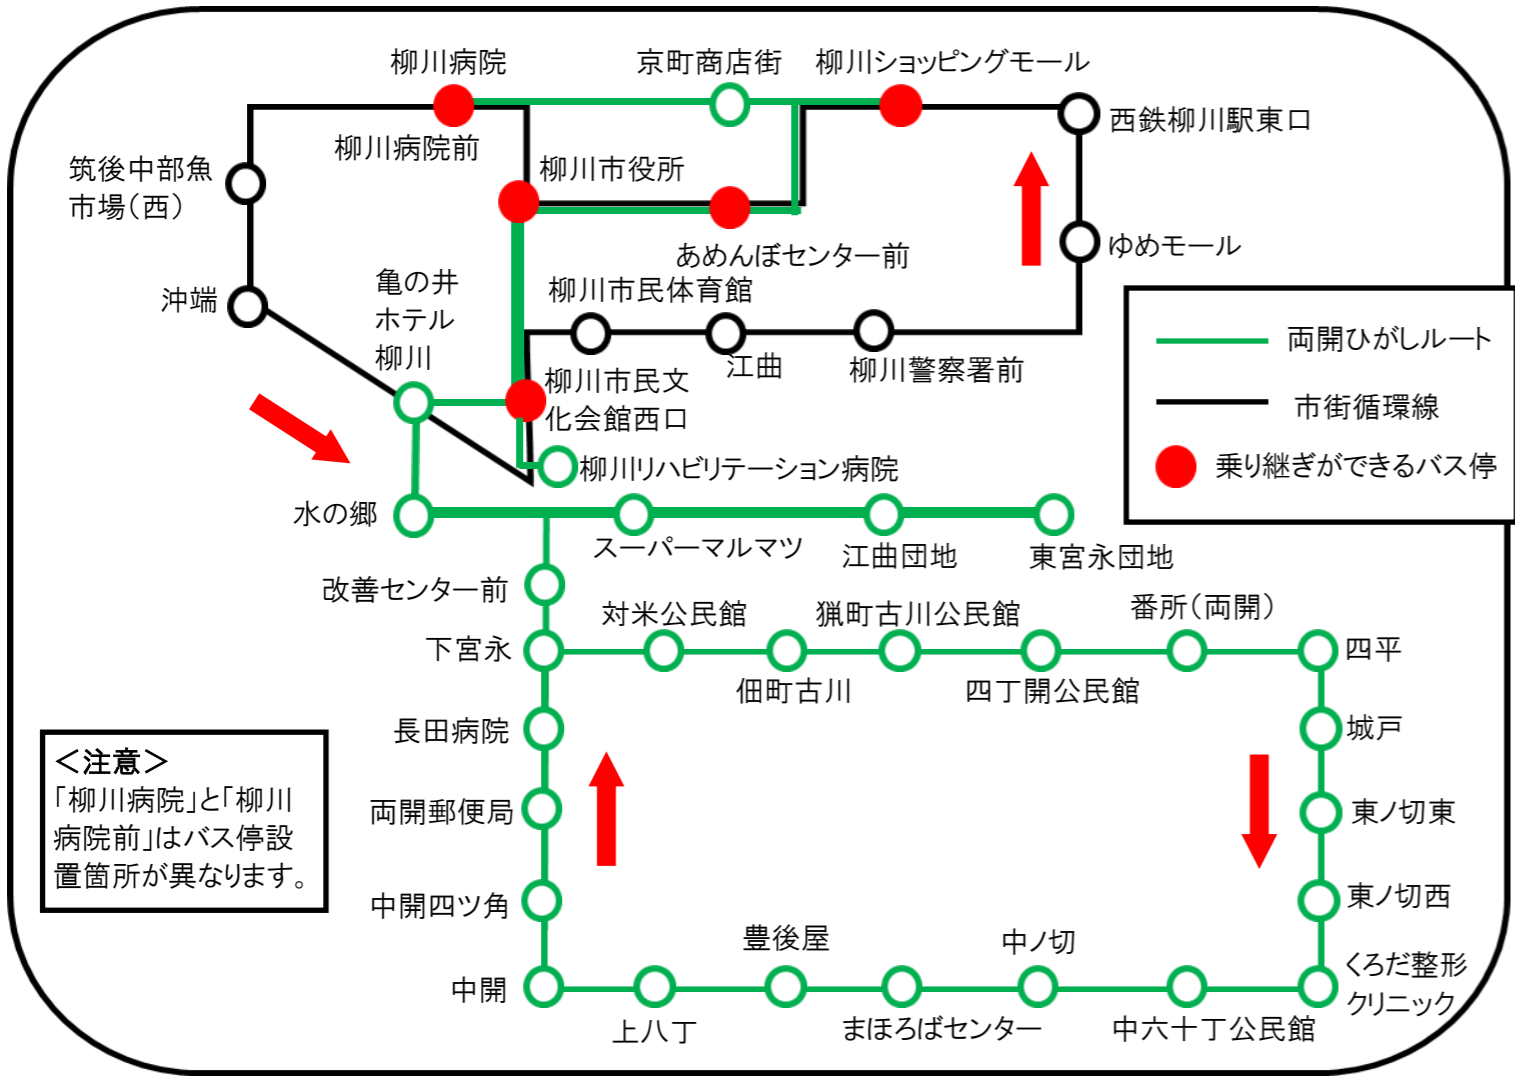 柳川病院
京町商店街
柳川ショッピングモール
西鉄柳川駅東口
柳川病院前
筑後中部魚
市場（西）
柳川市役所
あめんぼセンター前
ゆめモール
沖端
亀の井
ホテル
柳川
柳川市民体育館
江曲
柳川警察署前
柳川市民文
化会館西口
柳川リハビリテーション病院
両開ひがしルート
市街循環線
乗り継ぎができるバス停
水の郷
スーパーマルマツ
江曲団地
東宮永団地
改善センター前
下宮永
対米公民館
佃町古川
猟町古川公民館
四丁開公民館
番所（両開）
四平
長田病院
城戸
両開郵便局
東ノ切東
中開四ツ角
東ノ切西
＜注意＞
「柳川病院」と「柳川
病院前」はバス停設
置箇所が異なります。
中開
上八丁
豊後屋
まほろばセンター
中ノ切
中六十丁公民館
くろだ整形
クリニック